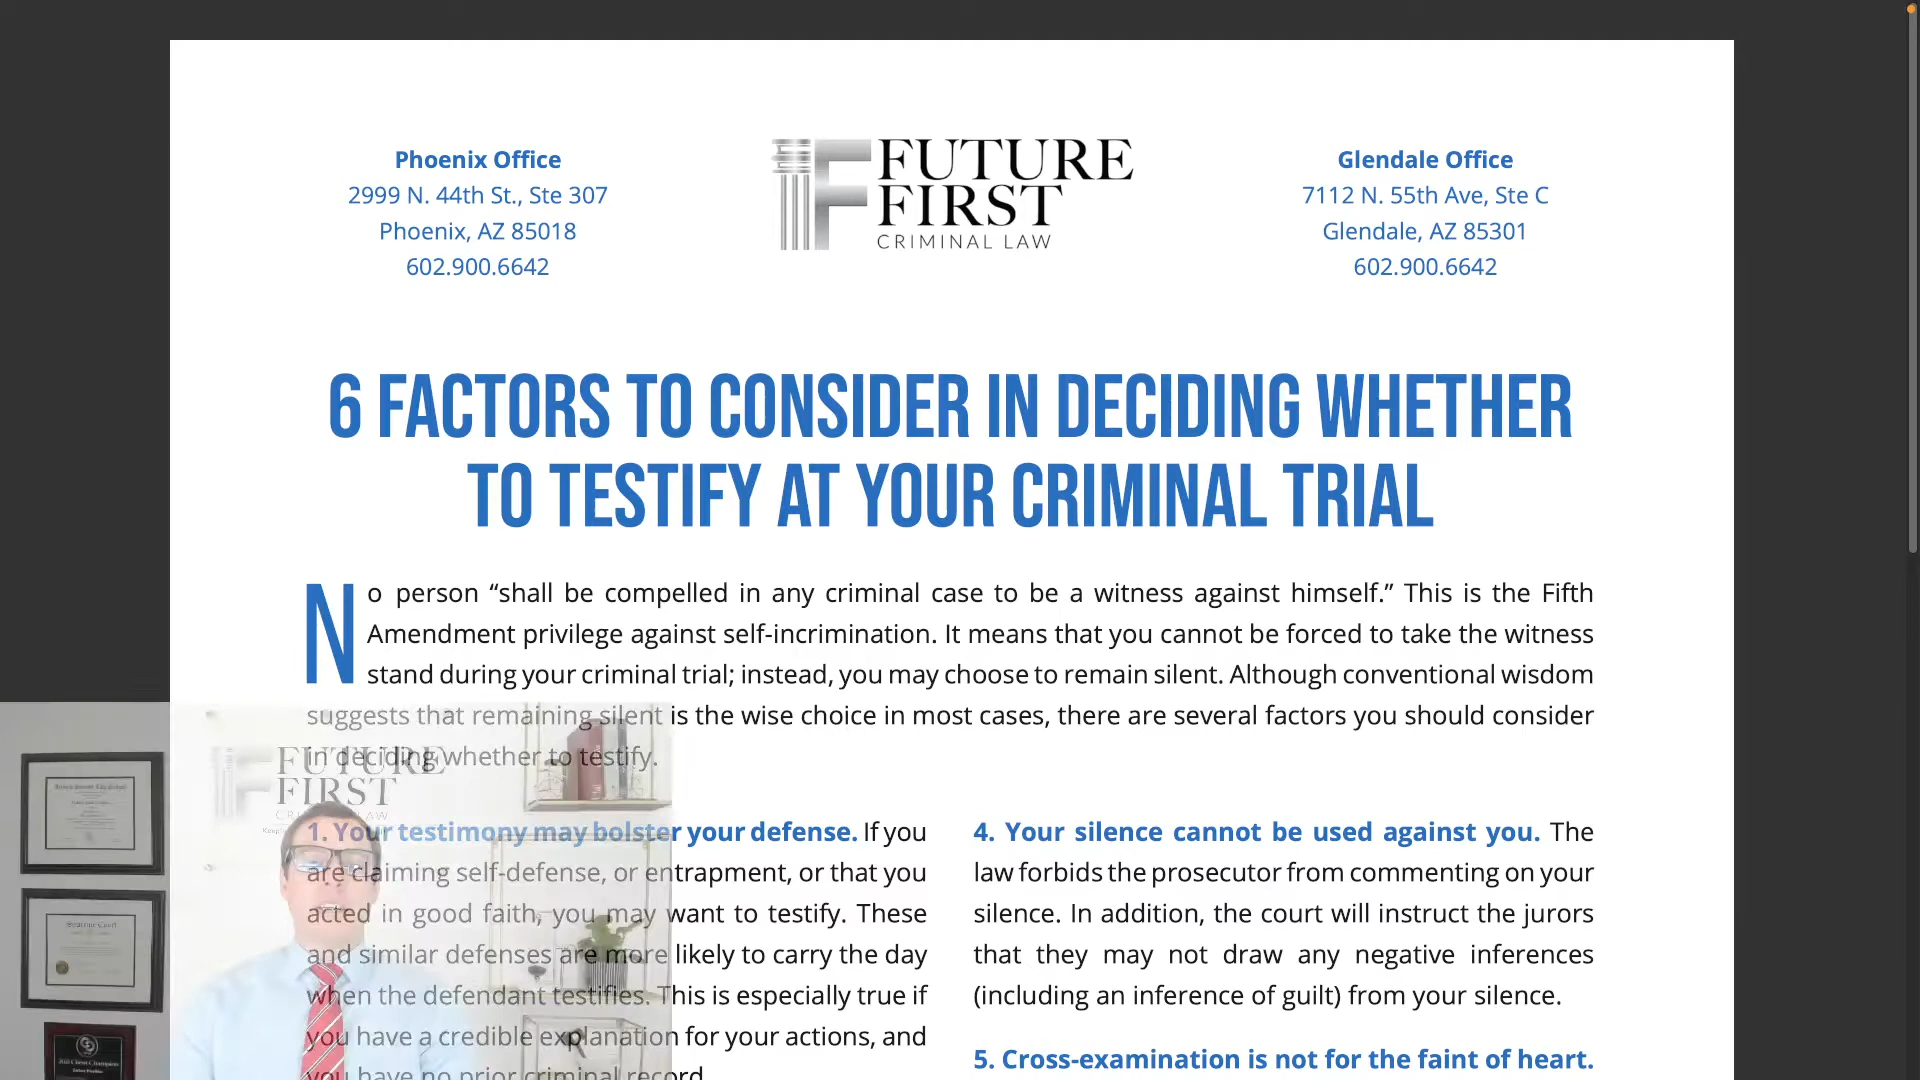 Phoenix Office
2999 N. 44th St., Ste 307
Phoenix, AZ 85018
602.900.6642
FUTURE
FIRST
CRIMINAL LAW
Glendale Office
7112 N. 55th Ave, Ste C
Glendale, AZ 85301
602.900.6642
6 FACTORS TO CONSIDER IN DECIDING WHETHER
TO TESTIFY AT YOUR CRIMINAL TRIAL
No person “shall be compelled in any criminal case to be a witness against himself.” This is the Fifth
Amendment privilege against self-incrimination. It means that you cannot be forced to take the witness
stand during your criminal trial; instead, you may choose to remain silent. Although conventional wisdom
suggests that remaining silent is the wise choice in most cases, there are several factors you should consider
in deciding whether to testify.
1. Your testimony may bolster your defense. If you
are claiming self-defense, or entrapment, or that you
acted in good faith, you may want to testify. These
and similar defenses are more likely to carry the day
when the defendant testifies. This is especially true if
you have a credible explanation for your actions, and
you have no prior criminal record.
4. Your silence cannot be used against you. The
law forbids the prosecutor from commenting on your
silence. In addition, the court will instruct the jurors
that they may not draw any negative inferences
(including an inference of guilt) from your silence.
5. Cross-examination is not for the faint of heart.
FUTURE
FIRST